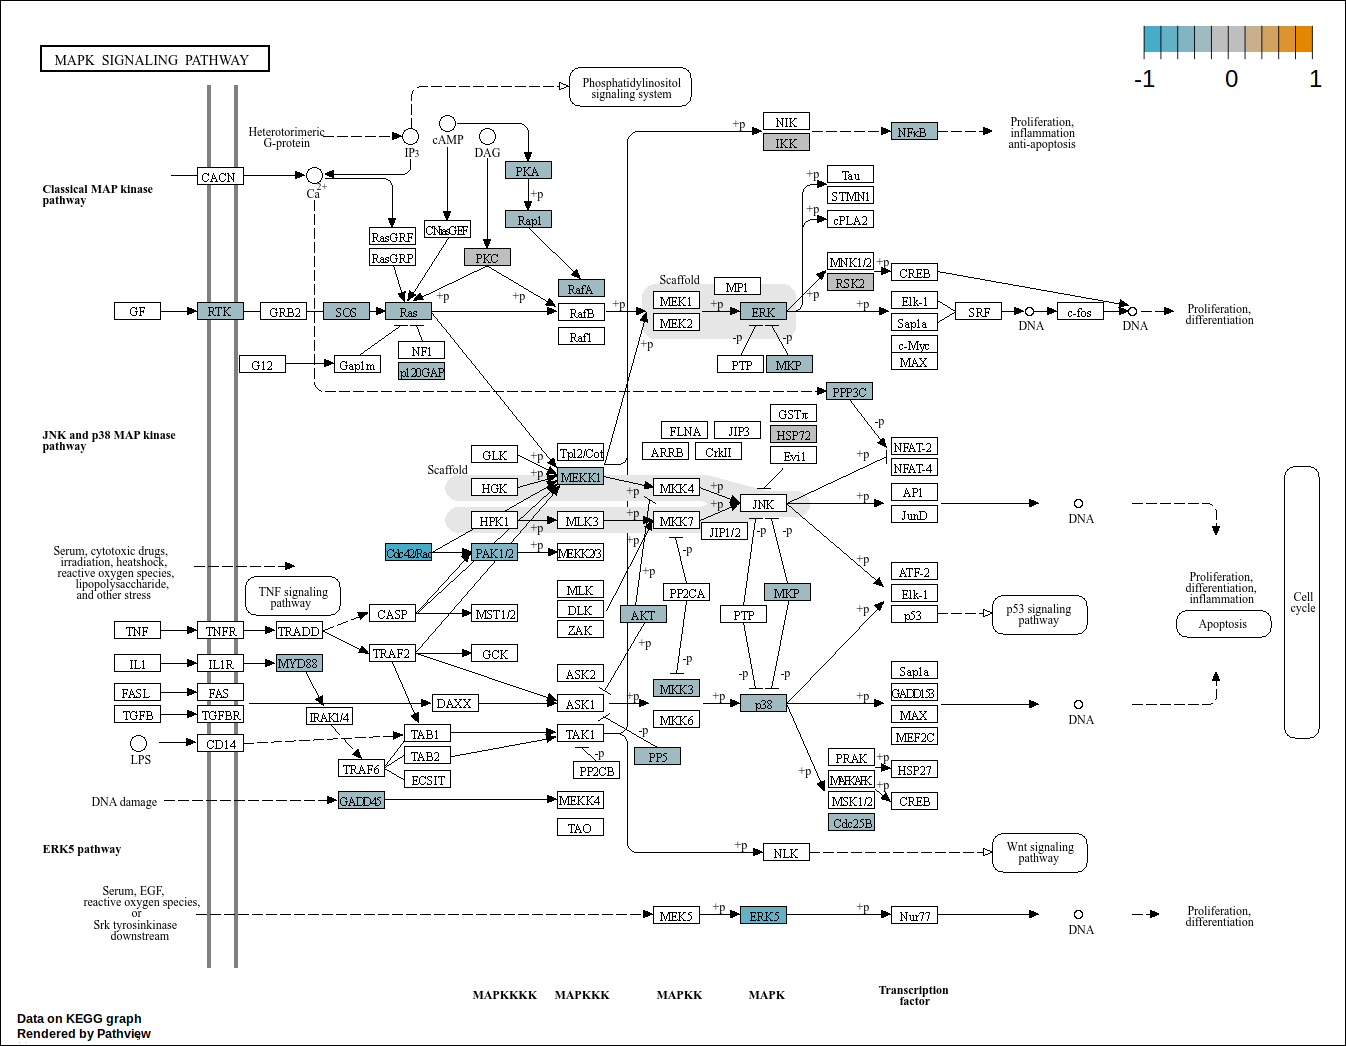 MAPK SIGNALING PATHWAY
-1 0 1
Phosphatidylinositol
signaling system
Heterotorimeric
G-protein
IP3
cAMP
DAG
+p
NIK
IKK
NFκB
Proliferation,
inflammation
anti-apoptosis
CACN
Ca2+
PKA
+p
Rap1
Classical MAP kinase
pathway
+p
Tau
STMN1
+p
cPLA2
RasGRF
RasGRP
PKC
RafA
Scaffold
MP1
MNK1/2
RSK2
+p
+p
CREB
GF
RTK
GRB2
SOS
Ras
+p
+p
RafB
Raf1
+p
+p
MEK1
MEK2
+p
ERK
+p
+p
Elk-1
Sap1a
c-Myc
MAX
SRF
DNA
c-fos
DNA
Proliferation,
differentiation
G12
Gap1m
NF1
p120GAP
-p
-p
PTP
MKP
PPP3C
-p
JNK and p38 MAP kinase
pathway
Scaffold
GLK
HGK
HPK1
PAK1/2
+p
+p
+p
+p
Tpl2/Cot
MEKK1
MLK3
MEKK2/3
MLK
DLK
ZAK
FLNA
JIP3
ARRB
CrkII
GSTπ
HSP72
Evi1
+p
+p
+p
MKK4
MKK7
+p
+p
JNK
JIP1/2
+p
+p
NFAT-2
NFAT-4
AP1
JunD
DNA
Cdc42/Rac
-p
-p
-p
+p
+p
ATF-2
Elk-1
p53
p53 signaling
pathway
Serum, cytotoxic drugs,
irradiation, heatshock,
reactive oxygen species,
lipopolysaccharide,
and other stress
TNF signaling
pathway
CASP
MST1/2
AKT
PP2CA
PTP
MKP
+p
+p
Proliferation,
differentiation,
inflammation
Apoptosis
Cell
cycle
TNF
TNFR
TRADD
TRAF2
GCK
IL1
IL1R
MYD88
ASK2
-p
-p
-p
FASL
FAS
TGFB
TGFBR
IRAK1/4
DAXX
ASK1
+p
MKK3
MKK6
+p
p38
+p
Sap1a
GADD153
MAX
MEF2C
DNA
LPS
CD14
TAB1
TAB2
ECSIT
TRAF6
TAK1
-p
PP2CB
-p
PP5
+p
PRAK
MSK1/2
Cdc25B
+p
+p
HSP27
CREB
DNA damage
GADD45
MEKK4
TAO
ERK5 pathway
+p
NLK
Wnt signaling
pathway
Serum, EGF,
reactive oxygen species,
or
Srk tyrosinkinase
downstream
MEK5
+p
ERK5
+p
Nur77
DNA
Proliferation,
differentiation
MAPKKKK
MAPKKK
MAPKK
MAPK
Transcription
factor
Data on KEGG graph
Rendered by Pathview